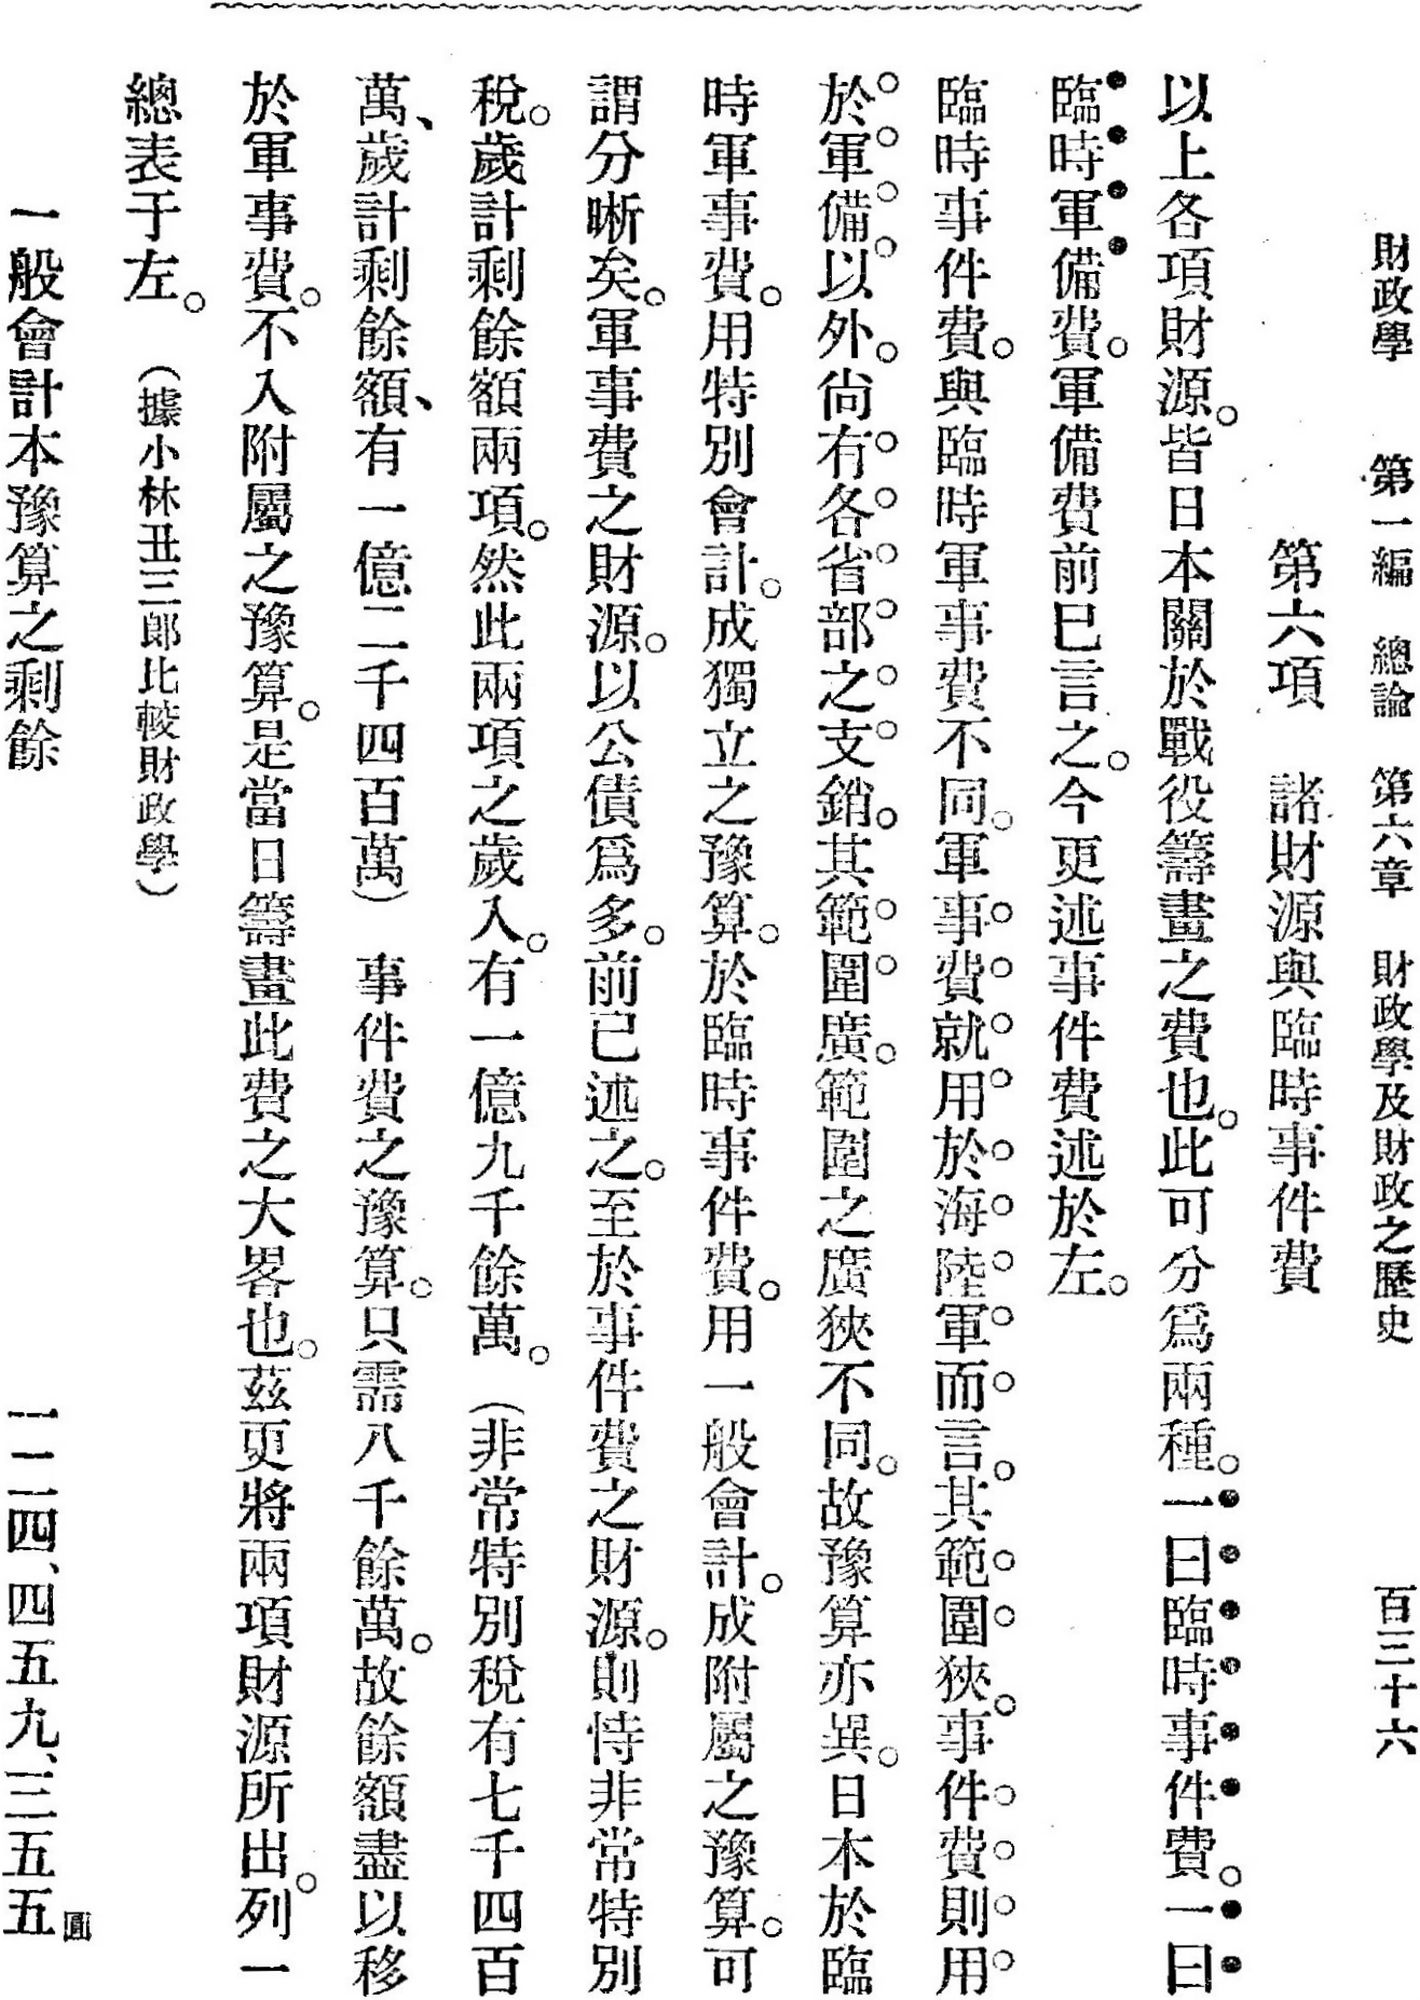 財政學　第一編　總論　第六章　財政學及財政之歷史　百三十六
第六項　諸財源與臨時事件費
以上各項財源。皆日本關於戰役籌畫之費也。此可分爲兩種。一曰臨時事件費。一曰
臨時軍備費。軍備費前已言之。今更述事件費述於左。
臨時事件費。與臨時軍事費不同。軍事費就用於海陸軍而言。其範圍狹。事件費則用
於軍備以外。尙有各省部之支銷。其範圍廣。範圍之廣狹不同。故豫算亦異。日本於臨
時軍事費。用特別會計。成獨立之豫算。於臨時事件費。用一般會計。成附屬之豫算。可
謂分晰矣。軍事費之財源。以公債爲多。前已述之。至於事件費之財源。則恃非常特別
稅。歲計剩餘額兩項。然此兩項之歲入。有一億九千餘萬。（非常特別稅有七千四百
萬、歲計剩餘額、有一億二千四百萬）　事件費之豫算。只需八千餘萬。故餘額盡以移
於軍事費。不入附屬之豫算。是當日籌畫此費之大畧也。茲更將兩項財源所出。列一
總表于左。　（據小林丑三郎比較財政學）
一般會計本豫算之剩餘　一二四、四五九、三五五圓